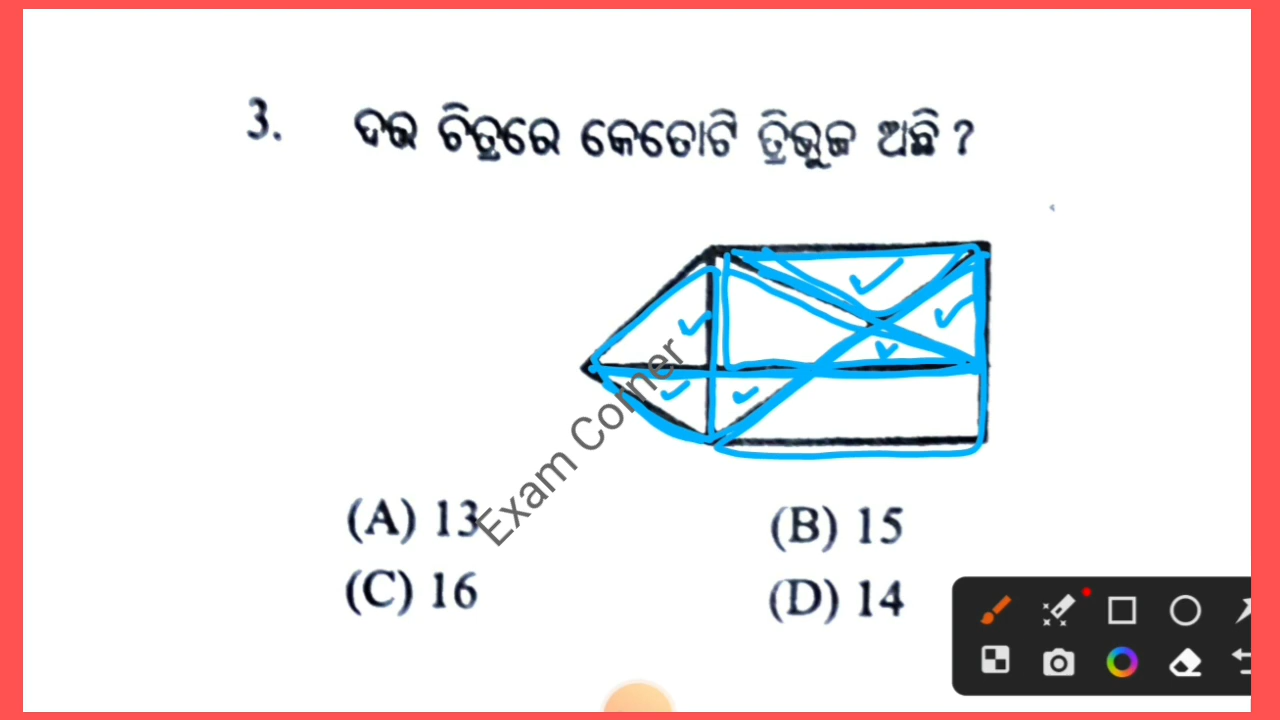 3. ଦତ୍ତ ଚିତ୍ରରେ କେତୋଟି ତ୍ରିଭୁଜ ଅଛି ?
Exam Corner
(A) 13 (B) 15
(C) 16 (D) 14